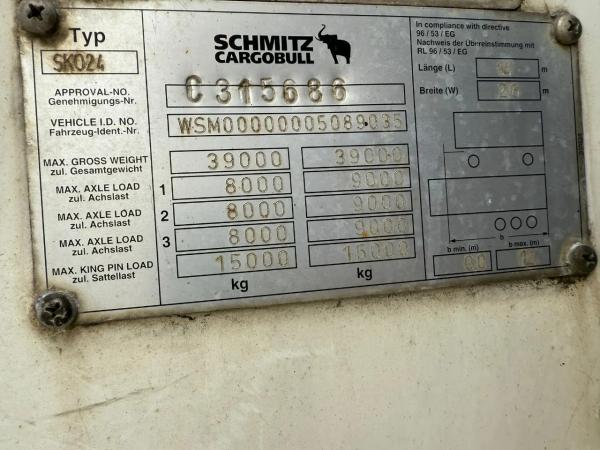 Typ
SKO24
SCHMITZ
CARGOBULL
In compliance with directive
96 / 53 / EG
Nachweis der Übereinstimmung mit
RL 96 / 53 / EG
Länge (L) m
Breite (W) m
APPROVAL-NO.
Genehmigungs-Nr.
C 315686
VEHICLE I.D. NO.
Fahrzeug-Ident.-Nr.
WSM00000005089035
MAX. GROSS WEIGHT
zul. Gesamtgewicht
39000 39000
MAX. AXLE LOAD
zul. Achslast
1 8000 9000
MAX. AXLE LOAD
zul. Achslast
2 8000 9000
MAX. AXLE LOAD
zul. Achslast
3 8000 9000
MAX. KING PIN LOAD
zul. Sattellast
15000 15000
kg kg
b
b min. (m) b max. (m)